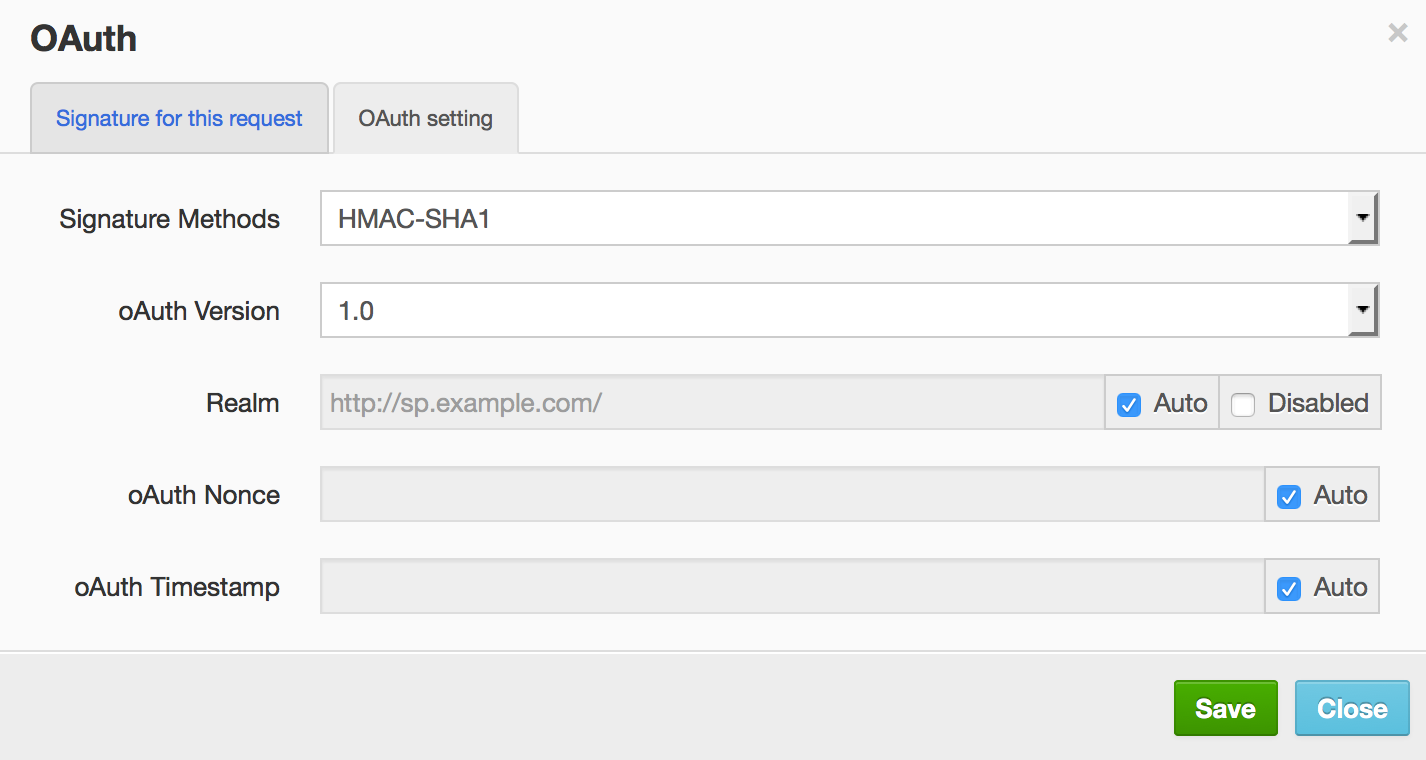 OAuth
×
Signature for this request
OAuth setting
Signature Methods
HMAC-SHA1
oAuth Version
1.0
Realm
http://sp.example.com/
Auto
Disabled
oAuth Nonce
Auto
oAuth Timestamp
Auto
Save
Close